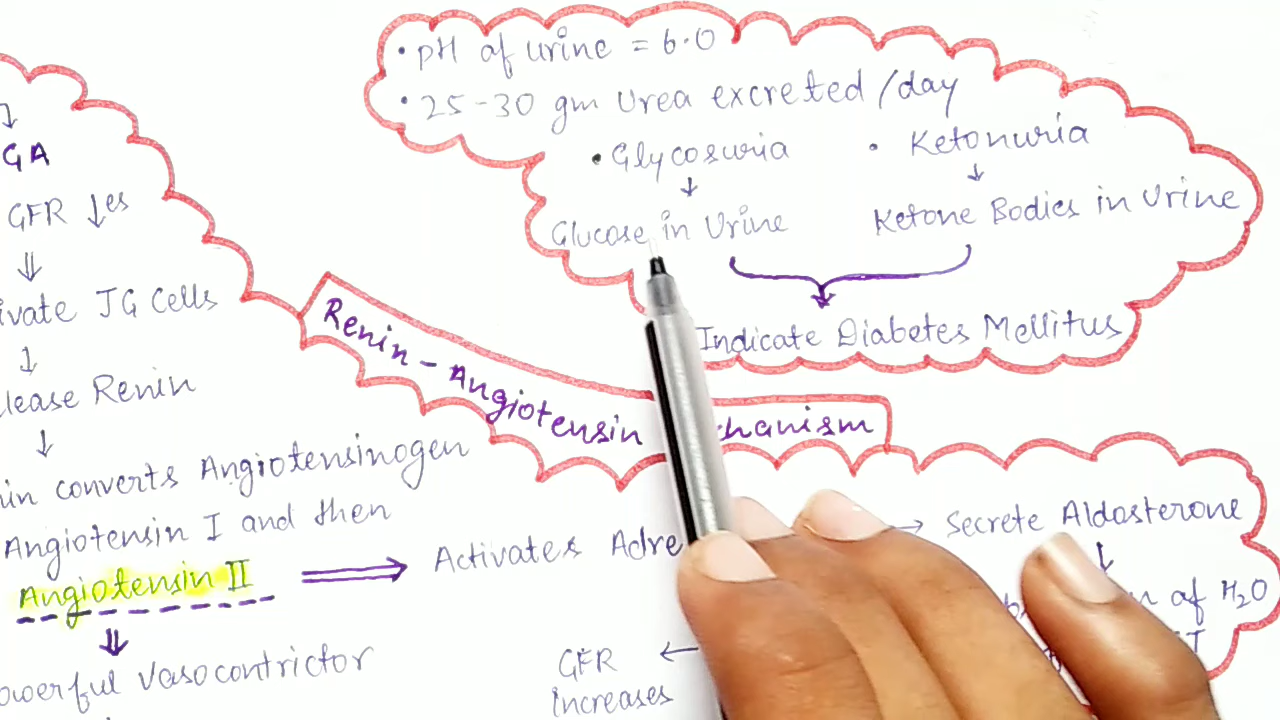 • pH of urine = 6.0
• 25-30 gm Urea excreted/day
• Glycosuria
↓
Glucose in Urine
• Ketonuria
↓
Ketone Bodies in Urine
Indicate Diabetes Mellitus
↓
GA
GFR ↓es
⇓
ivate JG Cells
↓
lease Renin
↓
nin converts Angiotensinogen
Angiotensin I and then
Angiotensin II
⇓
owerful Vasocontrictor
Renin-Angiotensin chanism
⇒ Activates Adre
→ Secrete Aldosterone
↓
n of H₂O
GFR ←
increases